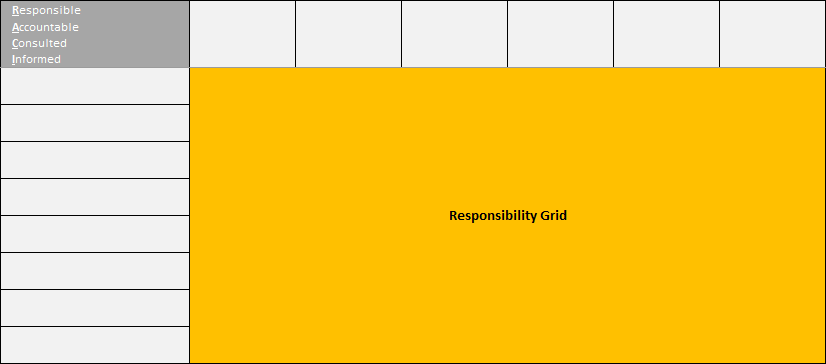 Responsible
Accountable
Consulted
Informed
Responsibility Grid